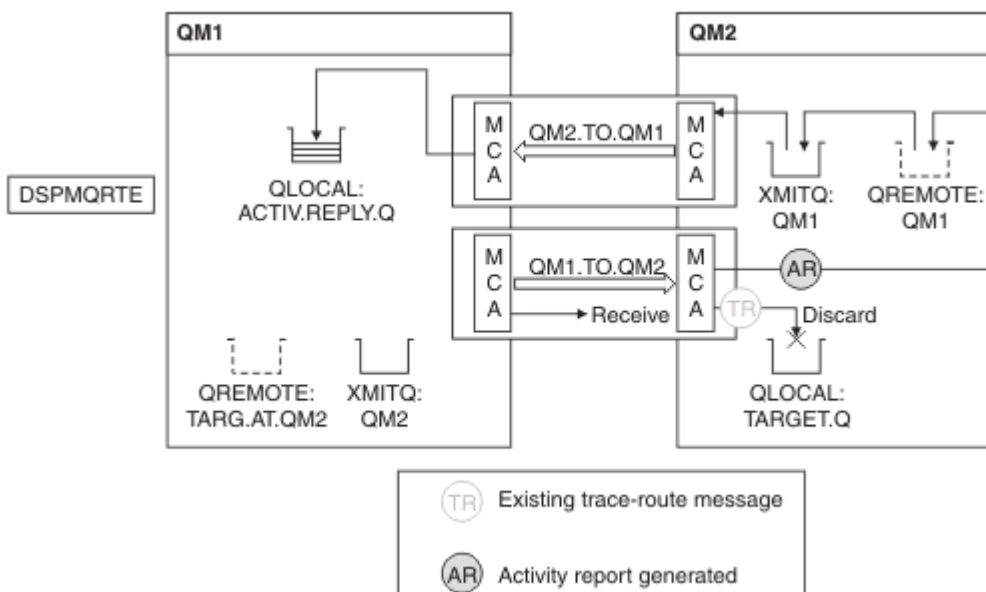 QM1
QM2
DSPMQRTE
QLOCAL:
ACTIV.REPLY.Q
M
C
A
QM2.TO.QM1
M
C
A
XMITQ:
QM1
QREMOTE:
QM1
M
C
A
QM1.TO.QM2
Receive
M
C
A
AR
TR
Discard
QREMOTE:
TARG.AT.QM2
XMITQ:
QM2
QLOCAL:
TARGET.Q
TR Existing trace-route message
AR Activity report generated